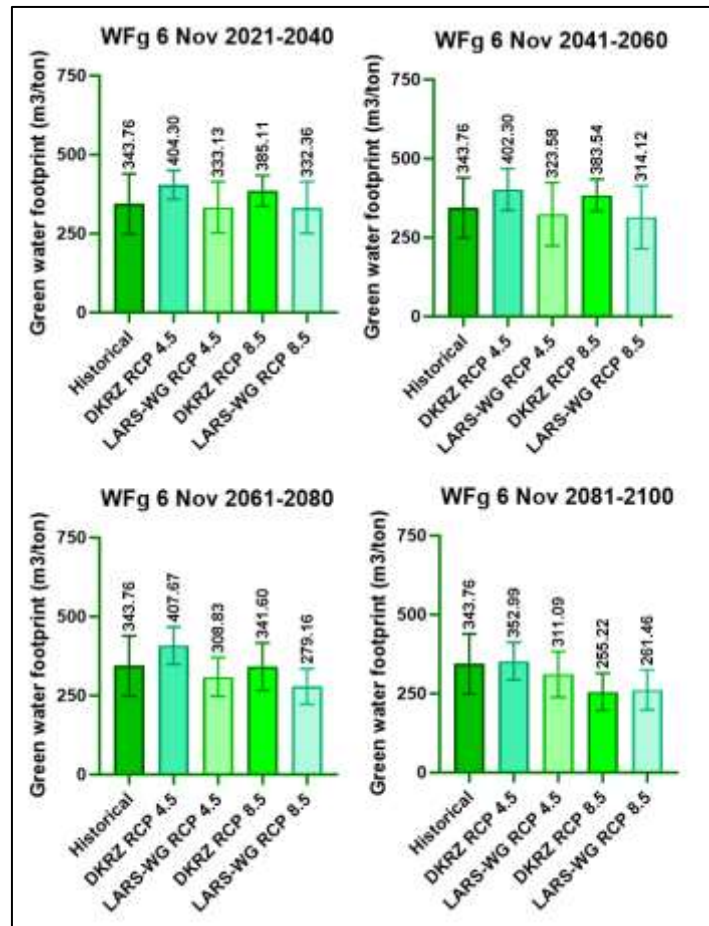 WFg 6 Nov 2021-2040
Green water footprint (m3/ton)
750
500
250
0
343.76
404.30
333.13
385.11
332.36
Historical
DKRZ RCP 4.5
LARS-WG RCP 4.5
DKRZ RCP 8.5
LARS-WG RCP 8.5
WFg 6 Nov 2041-2060
Green water footprint (m3/ton)
750
500
250
0
343.76
402.30
323.58
383.54
314.12
Historical
DKRZ RCP 4.5
LARS-WG RCP 4.5
DKRZ RCP 8.5
LARS-WG RCP 8.5
WFg 6 Nov 2061-2080
Green water footprint (m3/ton)
750
500
250
0
343.76
407.67
308.83
341.60
279.16
Historical
DKRZ RCP 4.5
LARS-WG RCP 4.5
DKRZ RCP 8.5
LARS-WG RCP 8.5
WFg 6 Nov 2081-2100
Green water footprint (m3/ton)
750
500
250
0
343.76
352.99
311.09
255.22
261.46
Historical
DKRZ RCP 4.5
LARS-WG RCP 4.5
DKRZ RCP 8.5
LARS-WG RCP 8.5